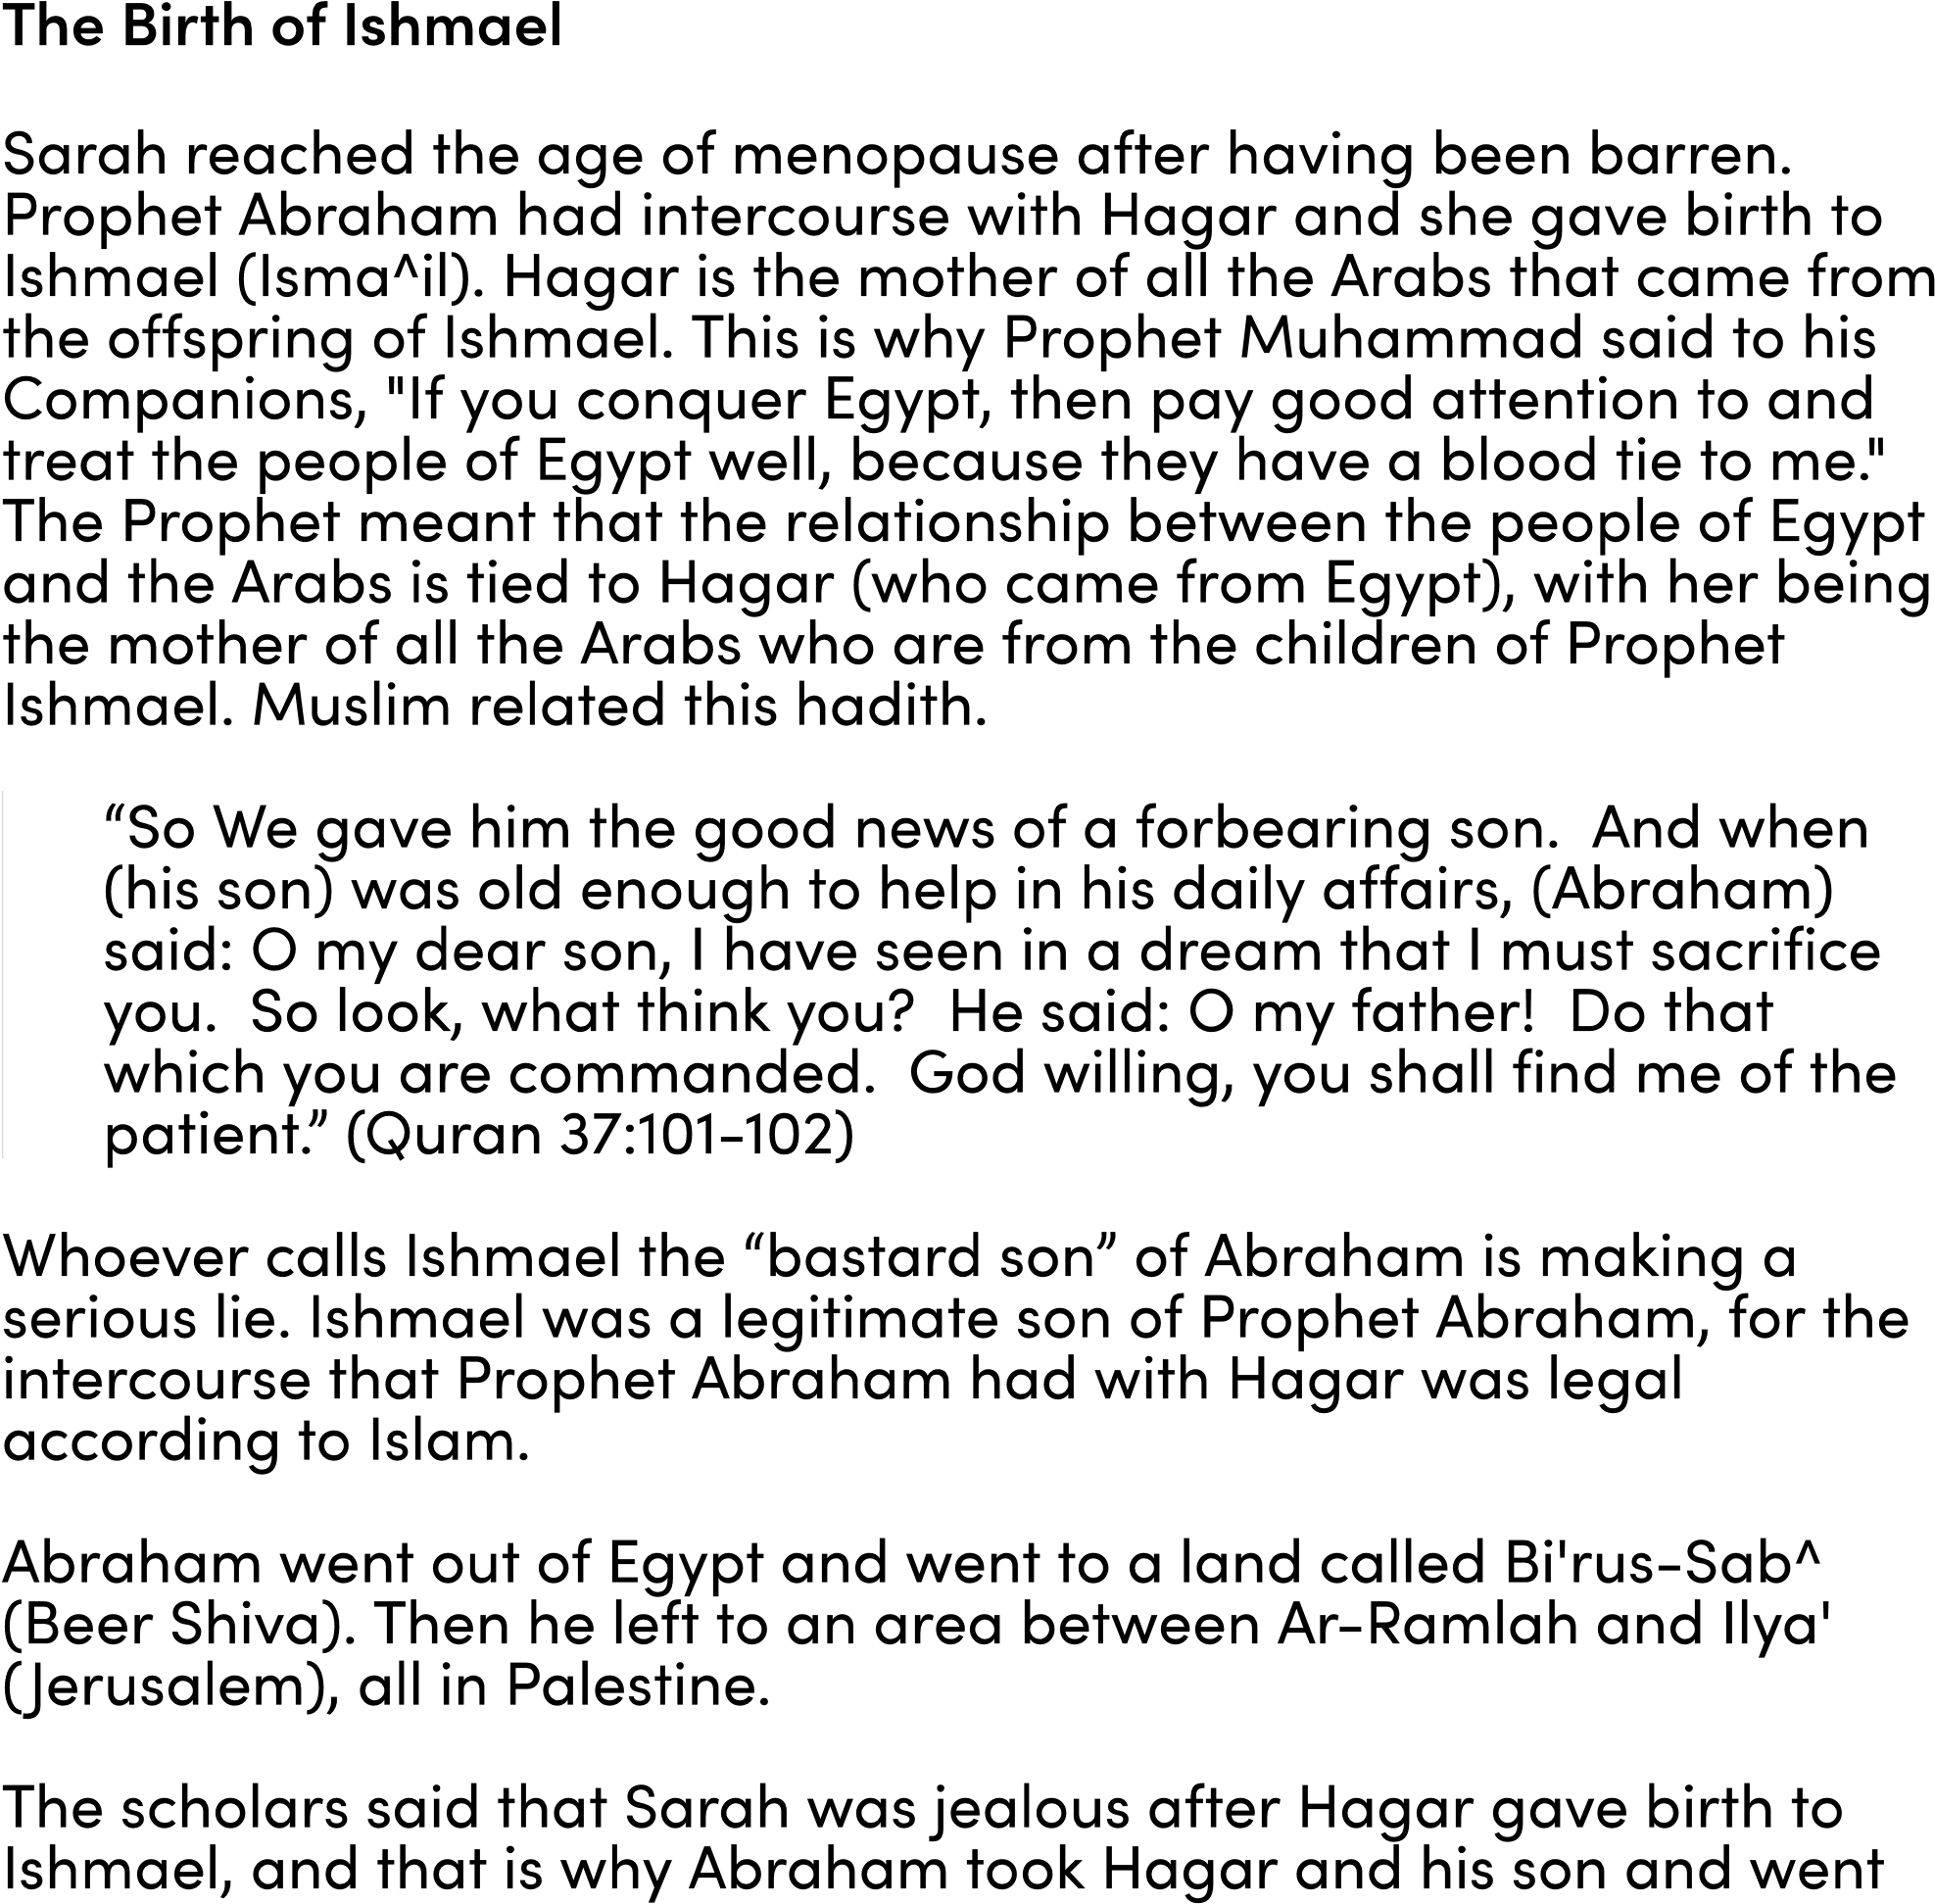 The Birth of Ishmael
Sarah reached the age of menopause after having been barren.
Prophet Abraham had intercourse with Hagar and she gave birth to
Ishmael (Isma^il). Hagar is the mother of all the Arabs that came from
the offspring of Ishmael. This is why Prophet Muhammad said to his
Companions, "If you conquer Egypt, then pay good attention to and
treat the people of Egypt well, because they have a blood tie to me."
The Prophet meant that the relationship between the people of Egypt
and the Arabs is tied to Hagar (who came from Egypt), with her being
the mother of all the Arabs who are from the children of Prophet
Ishmael. Muslim related this hadith.
“So We gave him the good news of a forbearing son.  And when
(his son) was old enough to help in his daily affairs, (Abraham)
said: O my dear son, I have seen in a dream that I must sacrifice
you.  So look, what think you?  He said: O my father!  Do that
which you are commanded.  God willing, you shall find me of the
patient.” (Quran 37:101-102)
Whoever calls Ishmael the “bastard son” of Abraham is making a
serious lie. Ishmael was a legitimate son of Prophet Abraham, for the
intercourse that Prophet Abraham had with Hagar was legal
according to Islam.
Abraham went out of Egypt and went to a land called Bi'rus-Sab^
(Beer Shiva). Then he left to an area between Ar-Ramlah and Ilya'
(Jerusalem), all in Palestine.
The scholars said that Sarah was jealous after Hagar gave birth to
Ishmael, and that is why Abraham took Hagar and his son and went